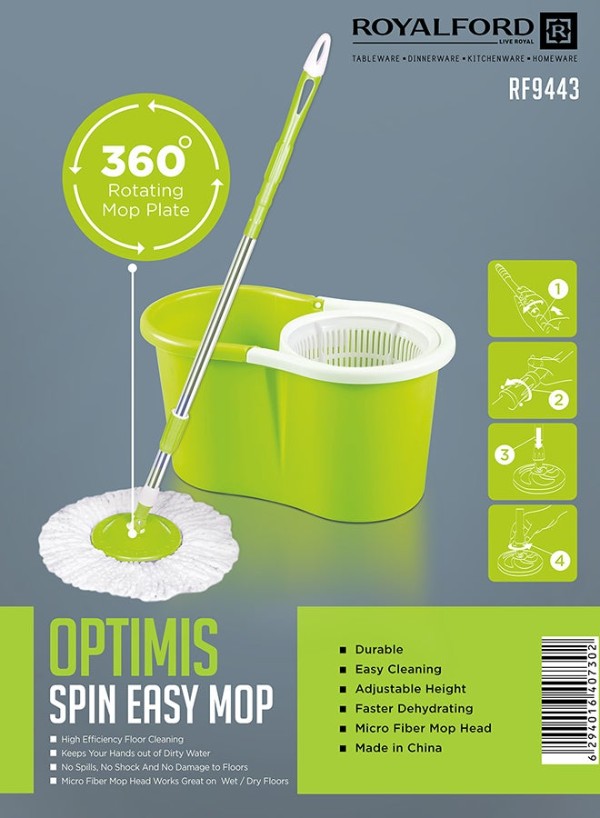 ROYALFORD
LIVE ROYAL
TABLEWARE • DINNERWARE • KITCHENWARE • HOMEWARE
RF9443
360°
Rotating
Mop Plate
1
2
3
4
OPTIMIS
SPIN EASY MOP
■ High Efficiency Floor Cleaning
■ Keeps Your Hands out of Dirty Water
■ No Spills, No Shock And No Damage to Floors
■ Micro Fiber Mop Head Works Great on Wet / Dry Floors
■ Durable
■ Easy Cleaning
■ Adjustable Height
■ Faster Dehydrating
■ Micro Fiber Mop Head
■ Made in China
6 294016 407302